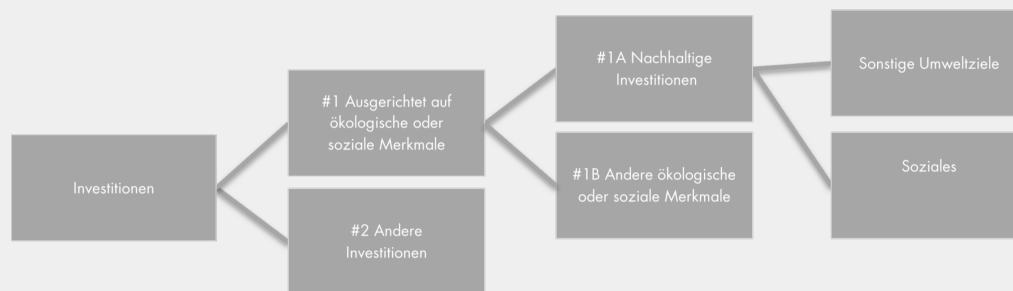 Investitionen
#1 Ausgerichtet auf
ökologische oder
soziale Merkmale
#2 Andere
Investitionen
#1A Nachhaltige
Investitionen
#1B Andere ökologische
oder soziale Merkmale
Sonstige Umweltziele
Soziales